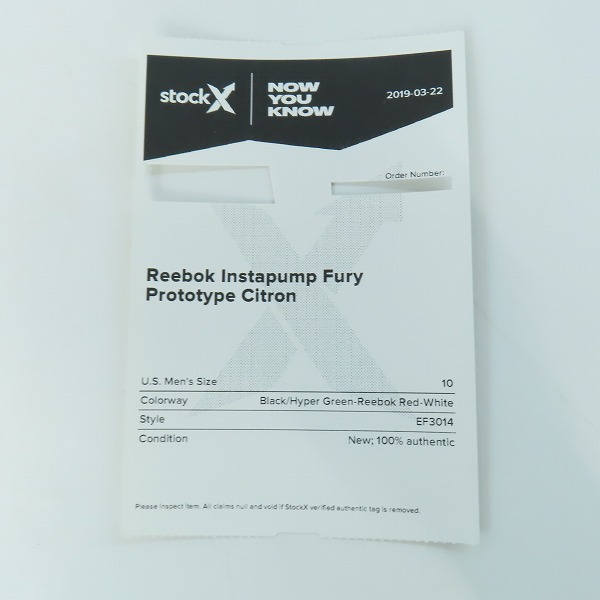 stockX
NOW
YOU
KNOW
2019-03-22
Order Number:
Reebok Instapump Fury
Prototype Citron
U.S. Men's Size 10
Colorway Black/Hyper Green-Reebok Red-White
Style EF3014
Condition New; 100% authentic
Please inspect item. All claims null and void if StockX verified authentic tag is removed.